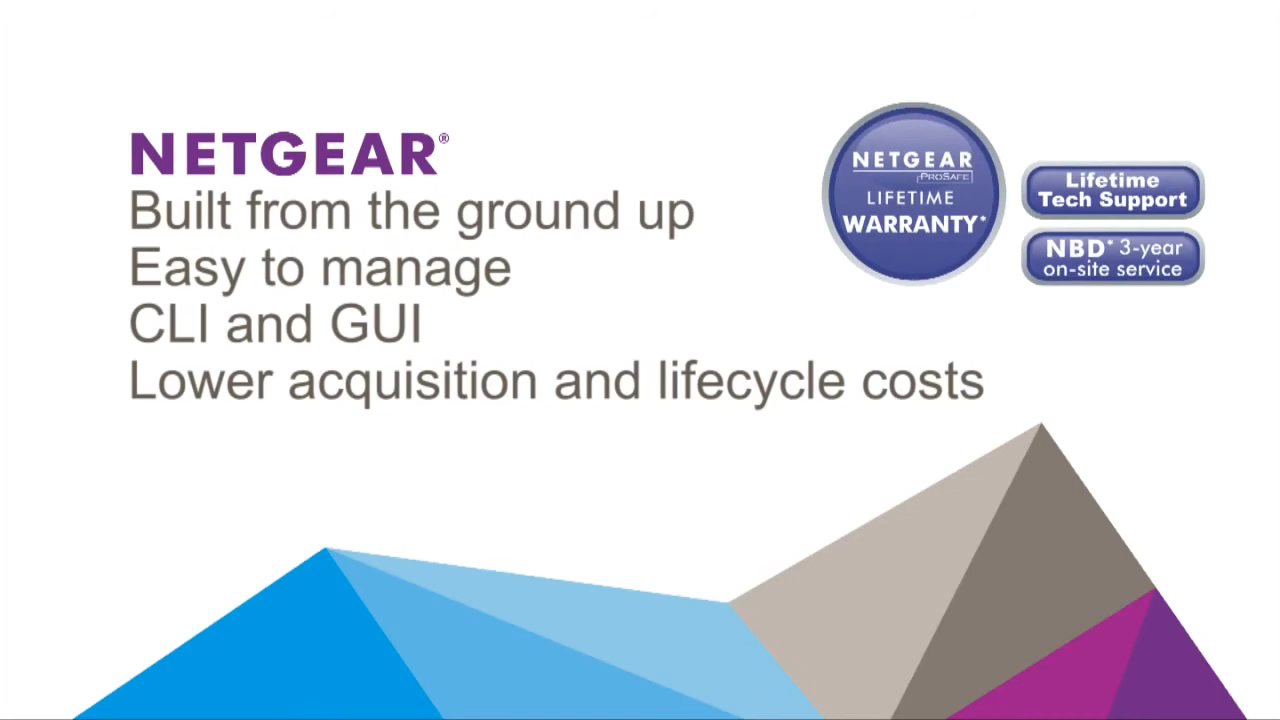 NETGEAR®
Built from the ground up
Easy to manage
CLI and GUI
Lower acquisition and lifecycle costs
NETGEAR
PROSAFE
LIFETIME
WARRANTY*
Lifetime
Tech Support
NBD* 3-year
on-site service